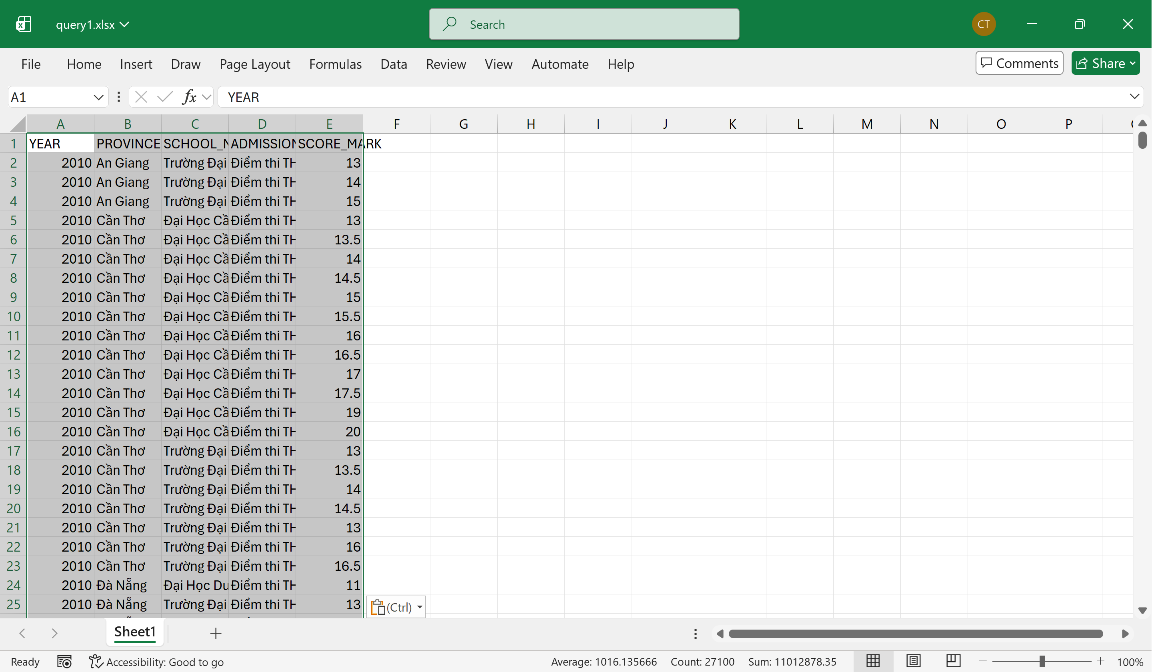 query1.xlsx
Search
CT
File Home Insert Draw Page Layout Formulas Data Review View Automate Help Comments Share
A1 fx YEAR
A B C D E F G H I J K L M N O P
1 YEAR PROVINCE SCHOOL_N ADMISSION SCORE_MARK
2 2010 An Giang Trường Đại Điểm thi TH 13
3 2010 An Giang Trường Đại Điểm thi TH 14
4 2010 An Giang Trường Đại Điểm thi TH 15
5 2010 Cần Thơ Đại Học Cầ Điểm thi TH 13
6 2010 Cần Thơ Đại Học Cầ Điểm thi TH 13.5
7 2010 Cần Thơ Đại Học Cầ Điểm thi TH 14
8 2010 Cần Thơ Đại Học Cầ Điểm thi TH 14.5
9 2010 Cần Thơ Đại Học Cầ Điểm thi TH 15
10 2010 Cần Thơ Đại Học Cầ Điểm thi TH 15.5
11 2010 Cần Thơ Đại Học Cầ Điểm thi TH 16
12 2010 Cần Thơ Đại Học Cầ Điểm thi TH 16.5
13 2010 Cần Thơ Đại Học Cầ Điểm thi TH 17
14 2010 Cần Thơ Đại Học Cầ Điểm thi TH 17.5
15 2010 Cần Thơ Đại Học Cầ Điểm thi TH 19
16 2010 Cần Thơ Đại Học Cầ Điểm thi TH 20
17 2010 Cần Thơ Trường Đại Điểm thi TH 13
18 2010 Cần Thơ Trường Đại Điểm thi TH 13.5
19 2010 Cần Thơ Trường Đại Điểm thi TH 14
20 2010 Cần Thơ Trường Đại Điểm thi TH 14.5
21 2010 Cần Thơ Trường Đại Điểm thi TH 13
22 2010 Cần Thơ Trường Đại Điểm thi TH 16
23 2010 Cần Thơ Trường Đại Điểm thi TH 16.5
24 2010 Đà Nẵng Đại Học Du Điểm thi TH 11
25 2010 Đà Nẵng Trường Đại Điểm thi TH 13
(Ctrl)
Sheet1
Ready Accessibility: Good to go Average: 1016.135666 Count: 27100 Sum: 11012878.35 100%